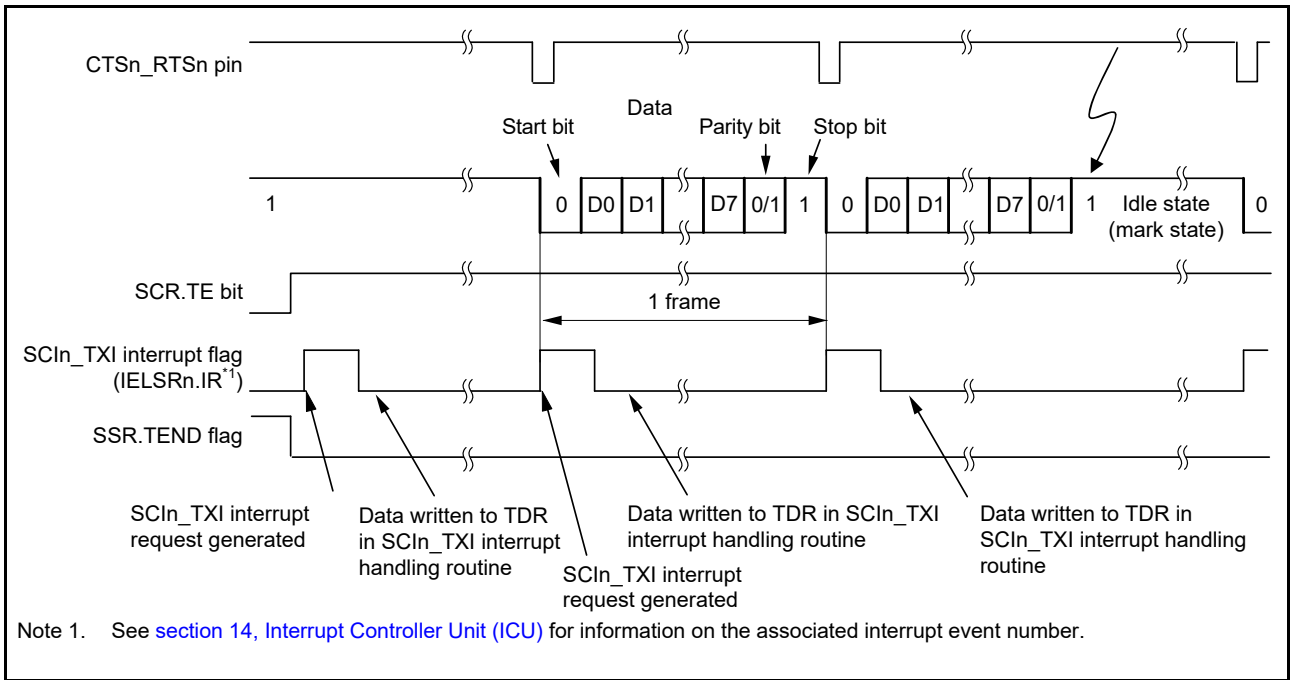 CTSn_RTSn pin
Data
Start bit
Parity bit
Stop bit
1
0
D0
D1
D7
0/1
1
0
D0
D1
D7
0/1
1
Idle state
(mark state)
0
SCR.TE bit
1 frame
SCIn_TXI interrupt flag
(IELSRn.IR*1)
SSR.TEND flag
SCIn_TXI interrupt
request generated
Data written to TDR
in SCIn_TXI interrupt
handling routine
SCIn_TXI interrupt
request generated
Data written to TDR in SCIn_TXI
interrupt handling routine
Data written to TDR in
SCIn_TXI interrupt handling
routine
Note 1. See section 14, Interrupt Controller Unit (ICU) for information on the associated interrupt event number.